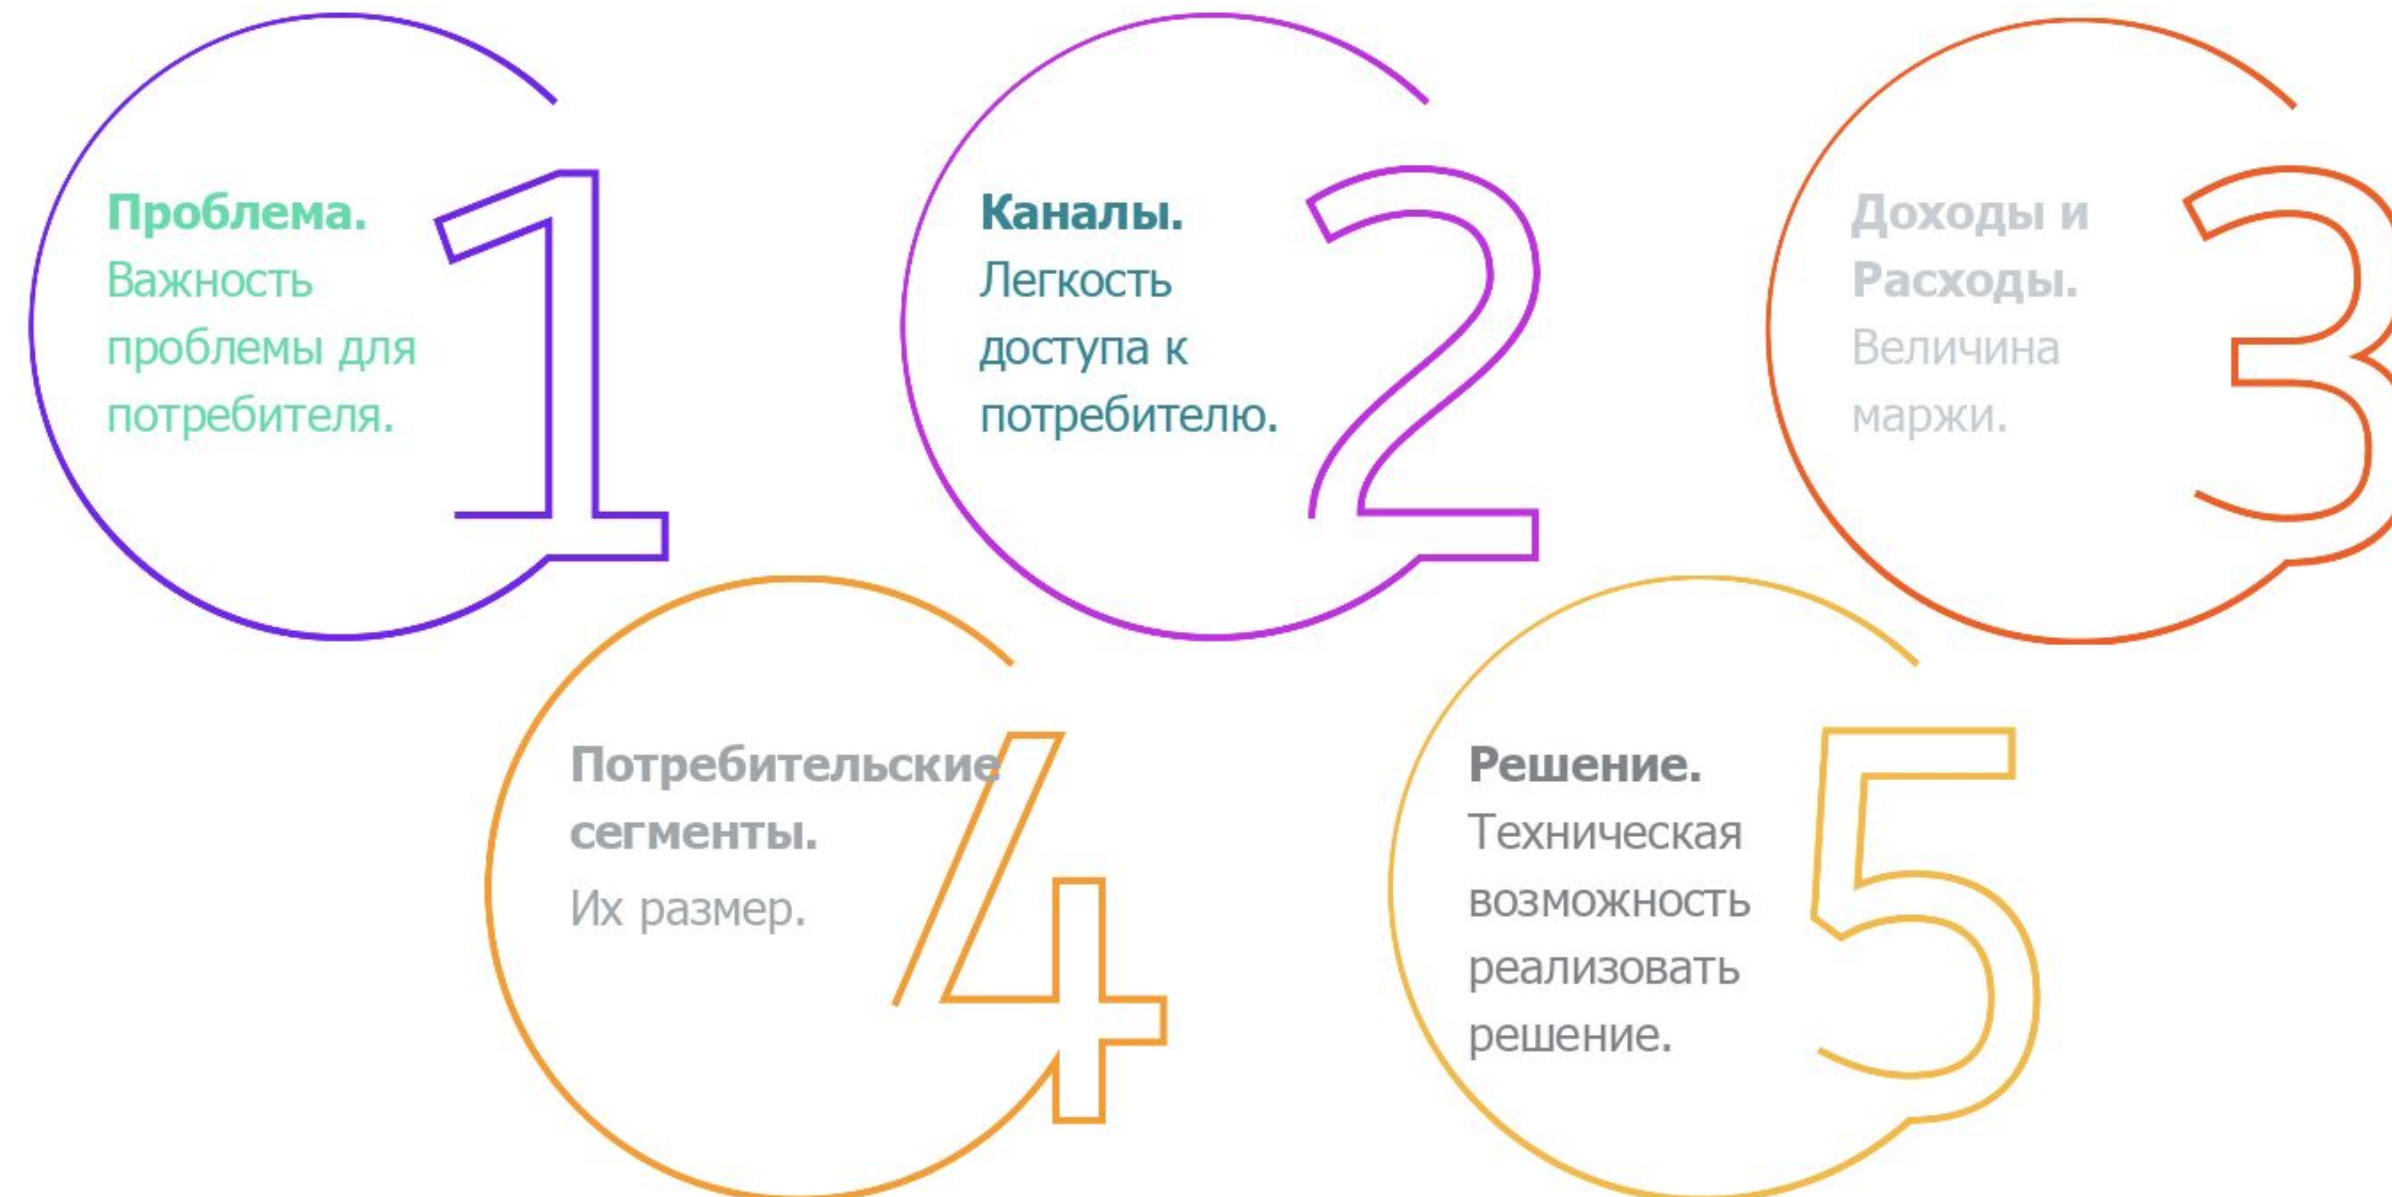 Проблема.
Важность
проблемы для
потребителя.
1
Каналы.
Легкость
доступа к
потребителю.
2
Доходы и
Расходы.
Величина
маржи.
3
Потребительские
сегменты.
Их размер.
4
Решение.
Техническая
возможность
реализовать
решение.
5